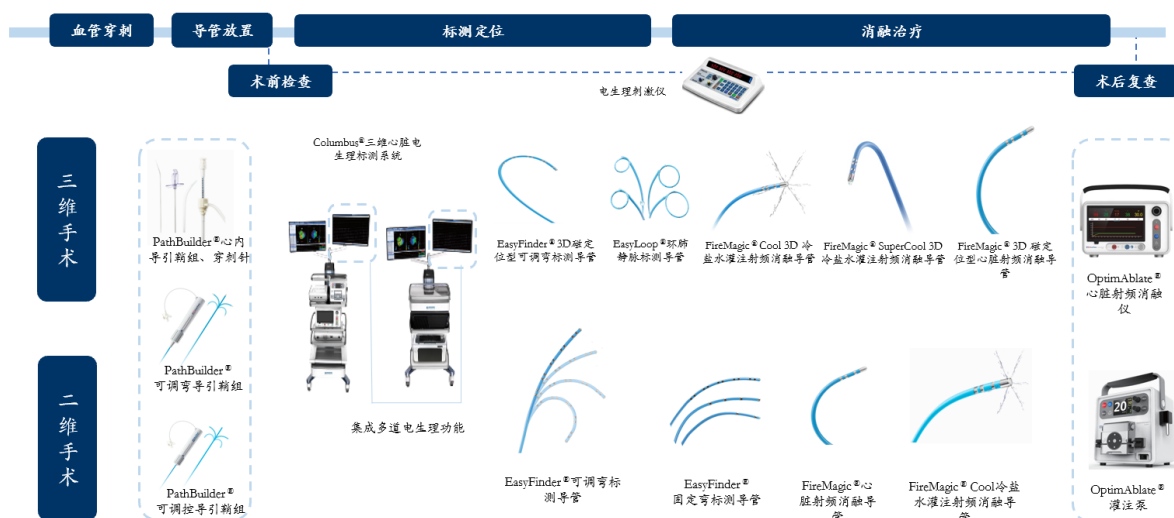 血管穿刺
导管放置
标测定位
消融治疗
术前检查
术后复查
电生理刺激仪
三维手术
Columbus®三维心脏电
生理标测系统
PathBuilder®心内
导引鞘组、穿刺针
EasyFinder®3D磁定
位型可调弯标测导管
EasyLoop®环肺
静脉标测导管
FireMagic®Cool 3D 冷
盐水灌注射频消融导管
FireMagic®SuperCool 3D
冷盐水灌注射频消融导管
FireMagic®3D 磁定
位型心脏射频消融导
管
OptimAblate®
心脏射频消融
仪
PathBuilder®
可调弯导引鞘组
二维手术
集成多道电生理功能
PathBuilder®
可调控导引鞘组
EasyFinder®可调弯标
测导管
EasyFinder®
固定弯标测导管
FireMagic®心
脏射频消融导
管
FireMagic®Cool冷盐
水灌注射频消融导
管
20
OptimAblate®
灌注泵